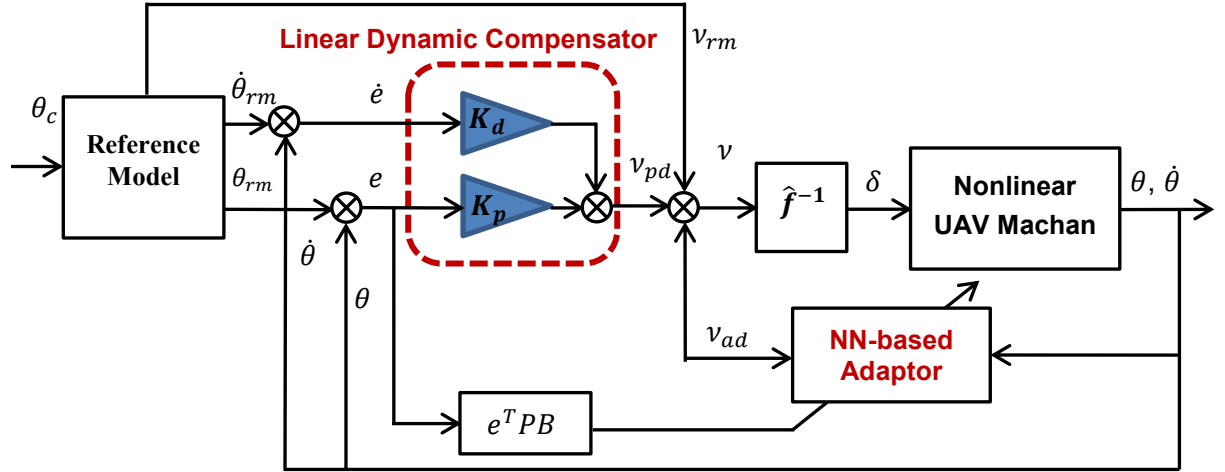 Linear Dynamic Compensator
ν_rm
θ_c
Reference
Model
θ̇_rm
ė
K_d
θ_rm
e
K_p
ν_pd
ν
f̂⁻¹
δ
Nonlinear
UAV Machan
θ, θ̇
θ̇
θ
ν_ad
NN-based
Adaptor
eᵀPB